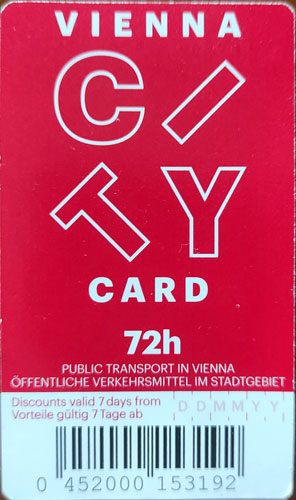 VIENNA
CITY
CARD
72h
PUBLIC TRANSPORT IN VIENNA
ÖFFENTLICHE VERKEHRSMITTEL IM STADTGEBIET
Discounts valid 7 days from
Vorteile gültig 7 Tage ab
DDMMYY
0 452000 153192